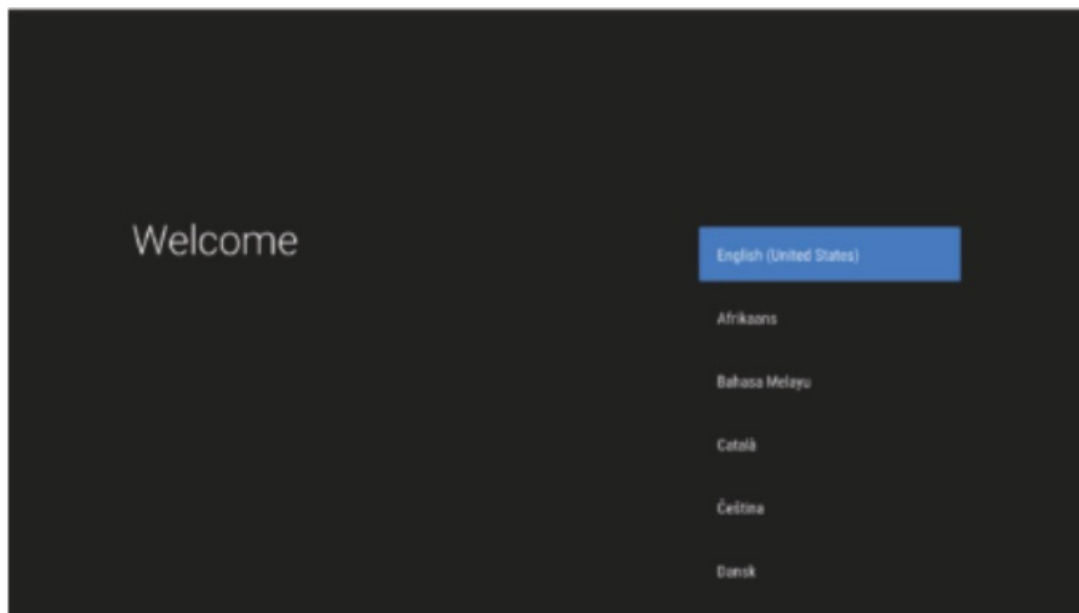 Welcome
English (United States)
Afrikaans
Bahasa Melayu
Català
Čeština
Dansk